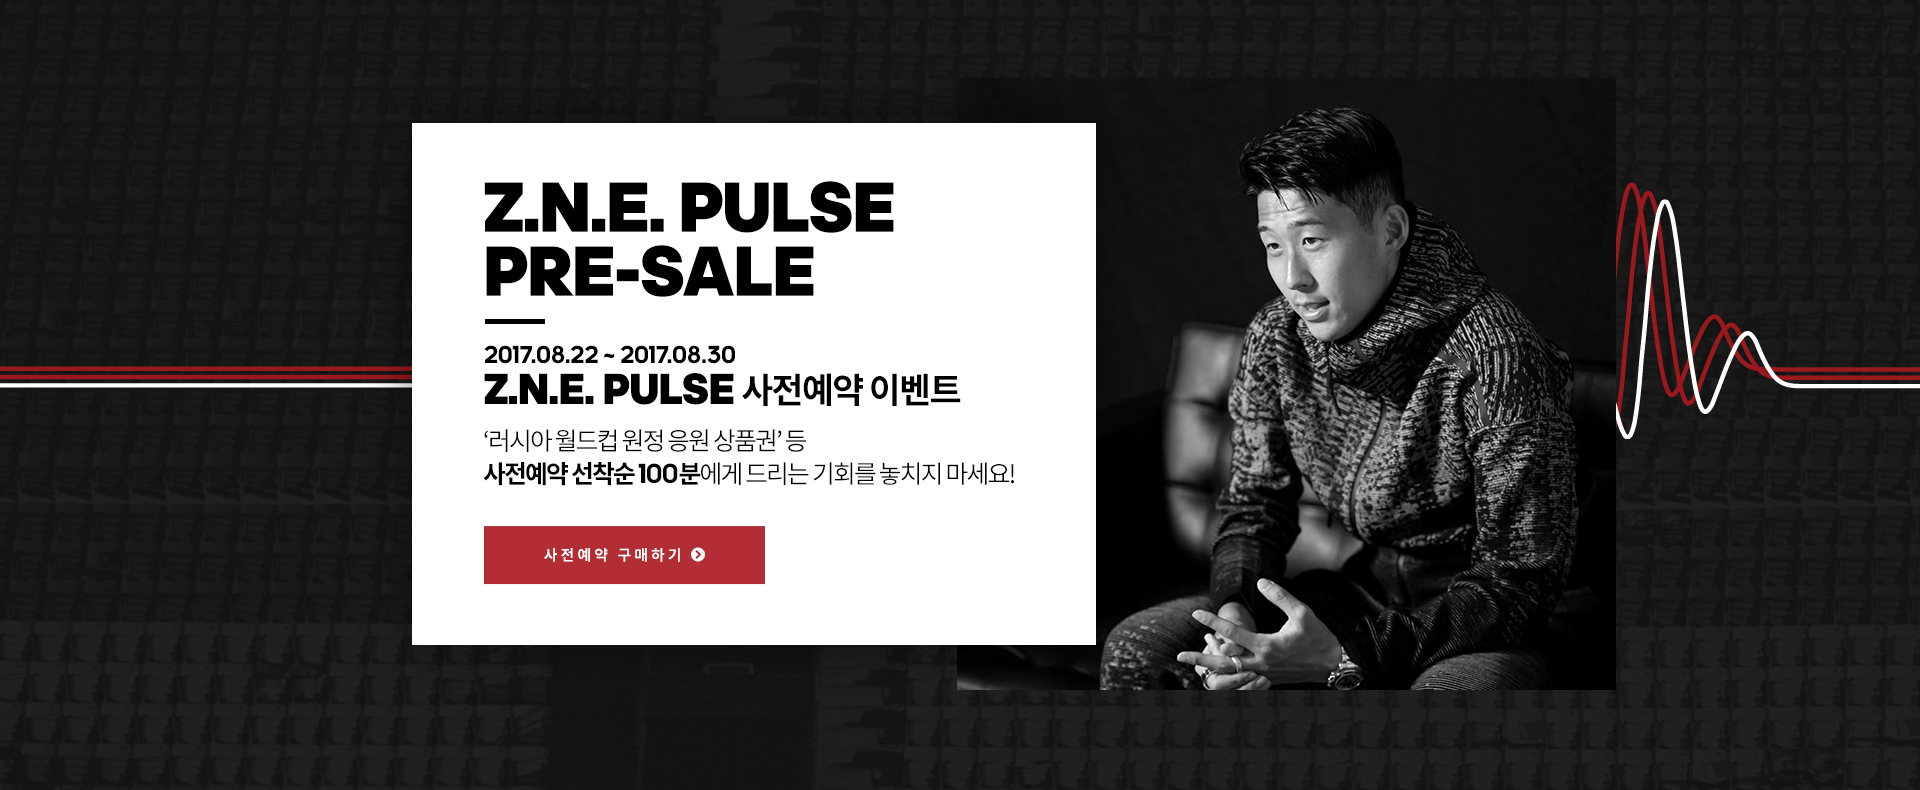 Z.N.E. PULSE
PRE-SALE
2017.08.22 ~ 2017.08.30
Z.N.E. PULSE 사전예약 이벤트
‘러시아 월드컵 원정 응원 상품권’ 등
사전예약 선착순 100분에게 드리는 기회를 놓치지 마세요!
사전예약 구매하기